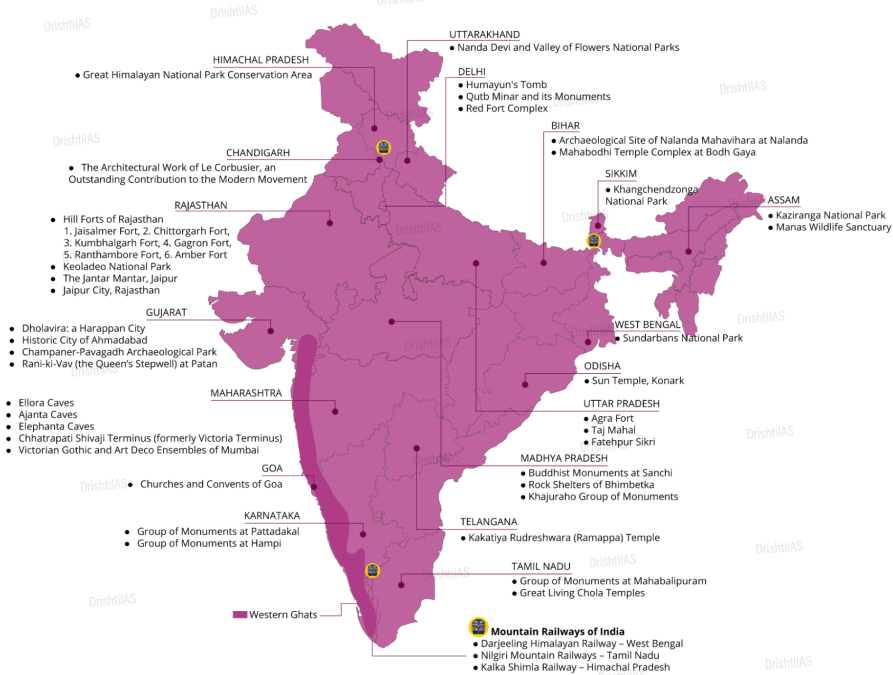 UTTARAKHAND
● Nanda Devi and Valley of Flowers National Parks
HIMACHAL PRADESH
● Great Himalayan National Park Conservation Area
DELHI
● Humayun's Tomb
● Qutb Minar and its Monuments
● Red Fort Complex
BIHAR
● Archaeological Site of Nalanda Mahavihara at Nalanda
● Mahabodhi Temple Complex at Bodh Gaya
CHANDIGARH
● The Architectural Work of Le Corbusier, an
Outstanding Contribution to the Modern Movement
SIKKIM
● Khangchendzonga
National Park
ASSAM
● Kaziranga National Park
● Manas Wildlife Sanctuary
RAJASTHAN
● Hill Forts of Rajasthan
1. Jaisalmer Fort, 2. Chittorgarh Fort,
3. Kumbhalgarh Fort, 4. Gagron Fort,
5. Ranthambore Fort, 6. Amber Fort
● Keoladeo National Park
● The Jantar Mantar, Jaipur
● Jaipur City, Rajasthan
GUJARAT
● Dholavira: a Harappan City
● Historic City of Ahmadabad
● Champaner-Pavagadh Archaeological Park
● Rani-ki-Vav (the Queen's Stepwell) at Patan
WEST BENGAL
● Sundarbans National Park
ODISHA
● Sun Temple, Konark
MAHARASHTRA
● Ellora Caves
● Ajanta Caves
● Elephanta Caves
● Chhatrapati Shivaji Terminus (formerly Victoria Terminus)
● Victorian Gothic and Art Deco Ensembles of Mumbai
UTTAR PRADESH
● Agra Fort
● Taj Mahal
● Fatehpur Sikri
MADHYA PRADESH
● Buddhist Monuments at Sanchi
● Rock Shelters of Bhimbetka
● Khajuraho Group of Monuments
GOA
● Churches and Convents of Goa
KARNATAKA
● Group of Monuments at Pattadakal
● Group of Monuments at Hampi
TELANGANA
● Kakatiya Rudreshwara (Ramappa) Temple
TAMIL NADU
● Group of Monuments at Mahabalipuram
● Great Living Chola Temples
Western Ghats
Mountain Railways of India
● Darjeeling Himalayan Railway – West Bengal
● Nilgiri Mountain Railways – Tamil Nadu
● Kalka Shimla Railway – Himachal Pradesh
DrishtiIAS
DrishtiIAS
DrishtiIAS
DrishtiIAS
DrishtiIAS
DrishtiIAS
DrishtiIAS
DrishtiIAS
DrishtiIAS
DrishtiIAS
DrishtiIAS